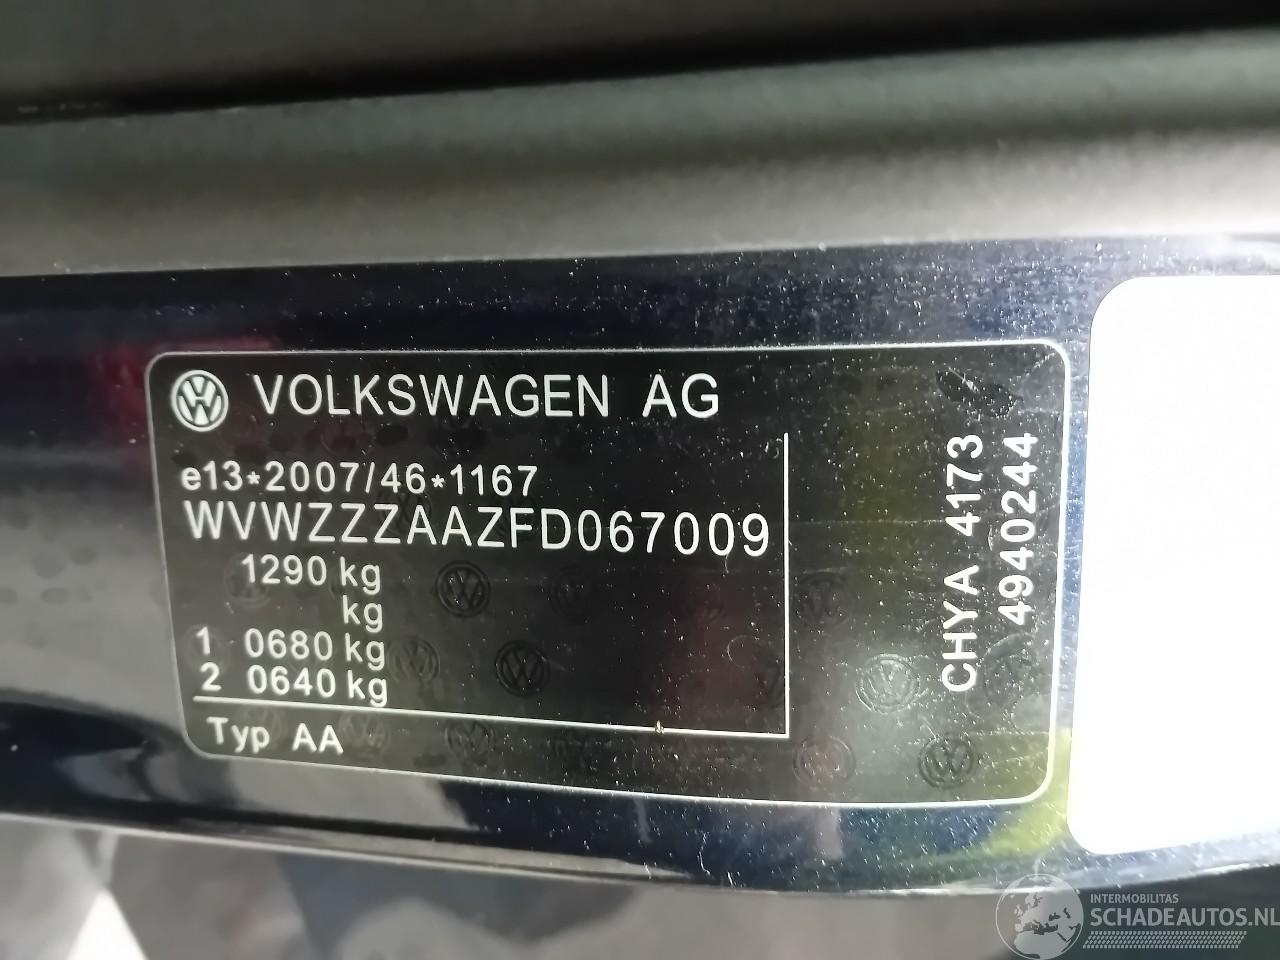 VOLKSWAGEN AG
e13*2007/46*1167
WVWZZZAAZFD067009
1290 kg
kg
1 0680 kg
2 0640 kg
Typ AA
CHYA 4173
4940244
INTERMOBILITAS
SCHADEAUTOS.NL